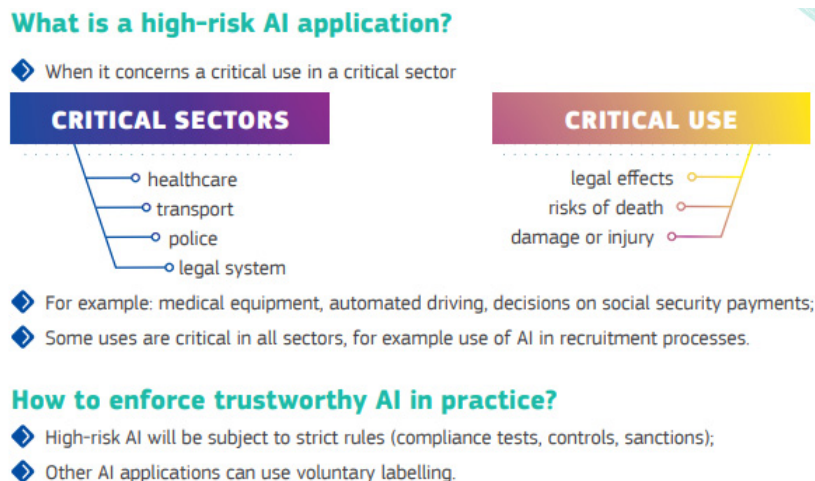 What is a high-risk AI application?
When it concerns a critical use in a critical sector
CRITICAL SECTORS
healthcare
transport
police
legal system
CRITICAL USE
legal effects
risks of death
damage or injury
For example: medical equipment, automated driving, decisions on social security payments;
Some uses are critical in all sectors, for example use of AI in recruitment processes.
How to enforce trustworthy AI in practice?
High-risk AI will be subject to strict rules (compliance tests, controls, sanctions);
Other AI applications can use voluntary labelling.